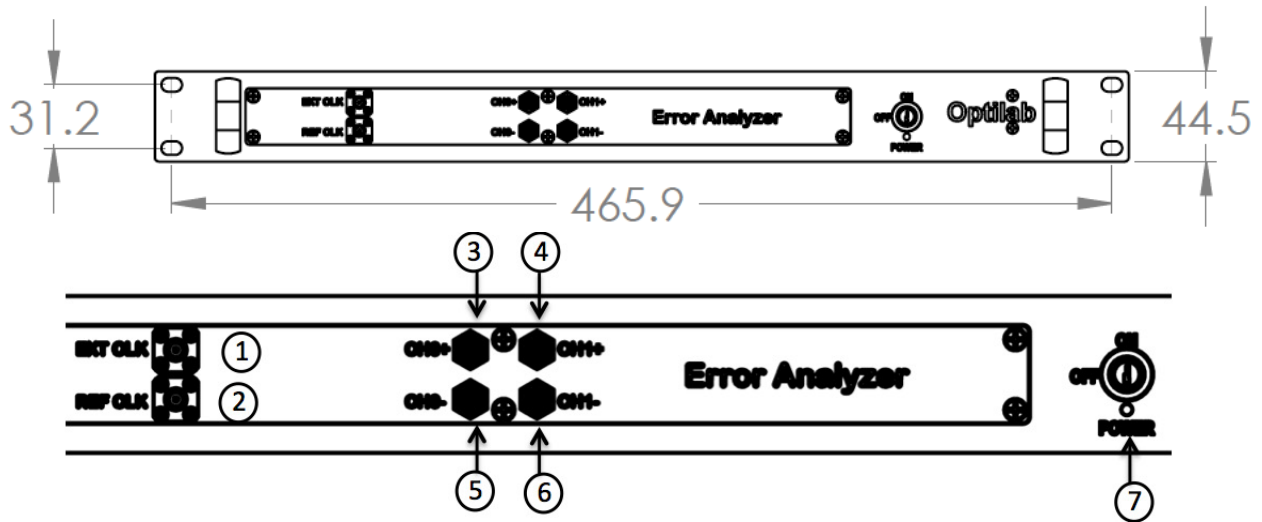 31.2
EXT CLK
REF CLK
CH0+
CH1+
CH0-
CH1-
Error Analyzer
ON
OFF
POWER
Optilab
44.5
465.9
3
4
EXT CLK
1
REF CLK
2
CH0+
CH1+
CH0-
CH1-
Error Analyzer
ON
OFF
POWER
5
6
7